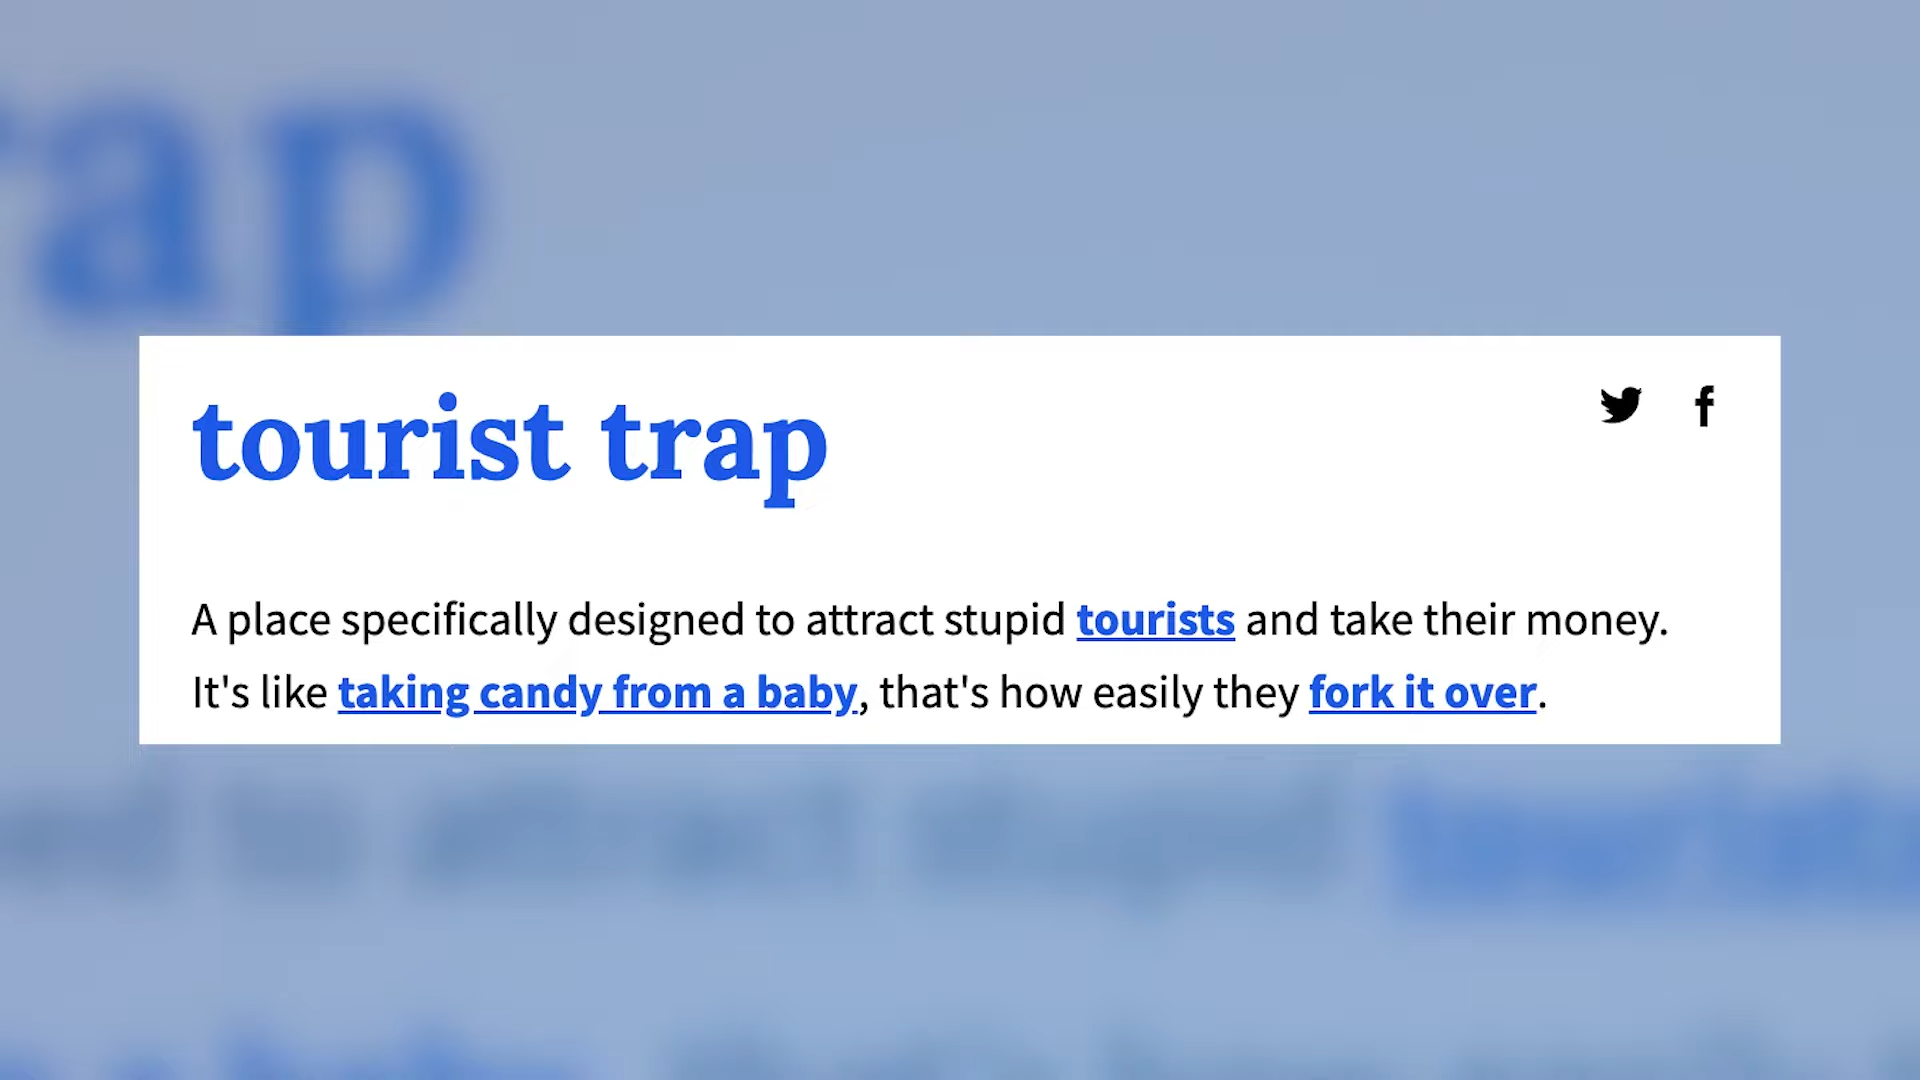 rap
tourist trap
A place specifically designed to attract stupid tourists and take their money.
It's like taking candy from a baby, that's how easily they fork it over.